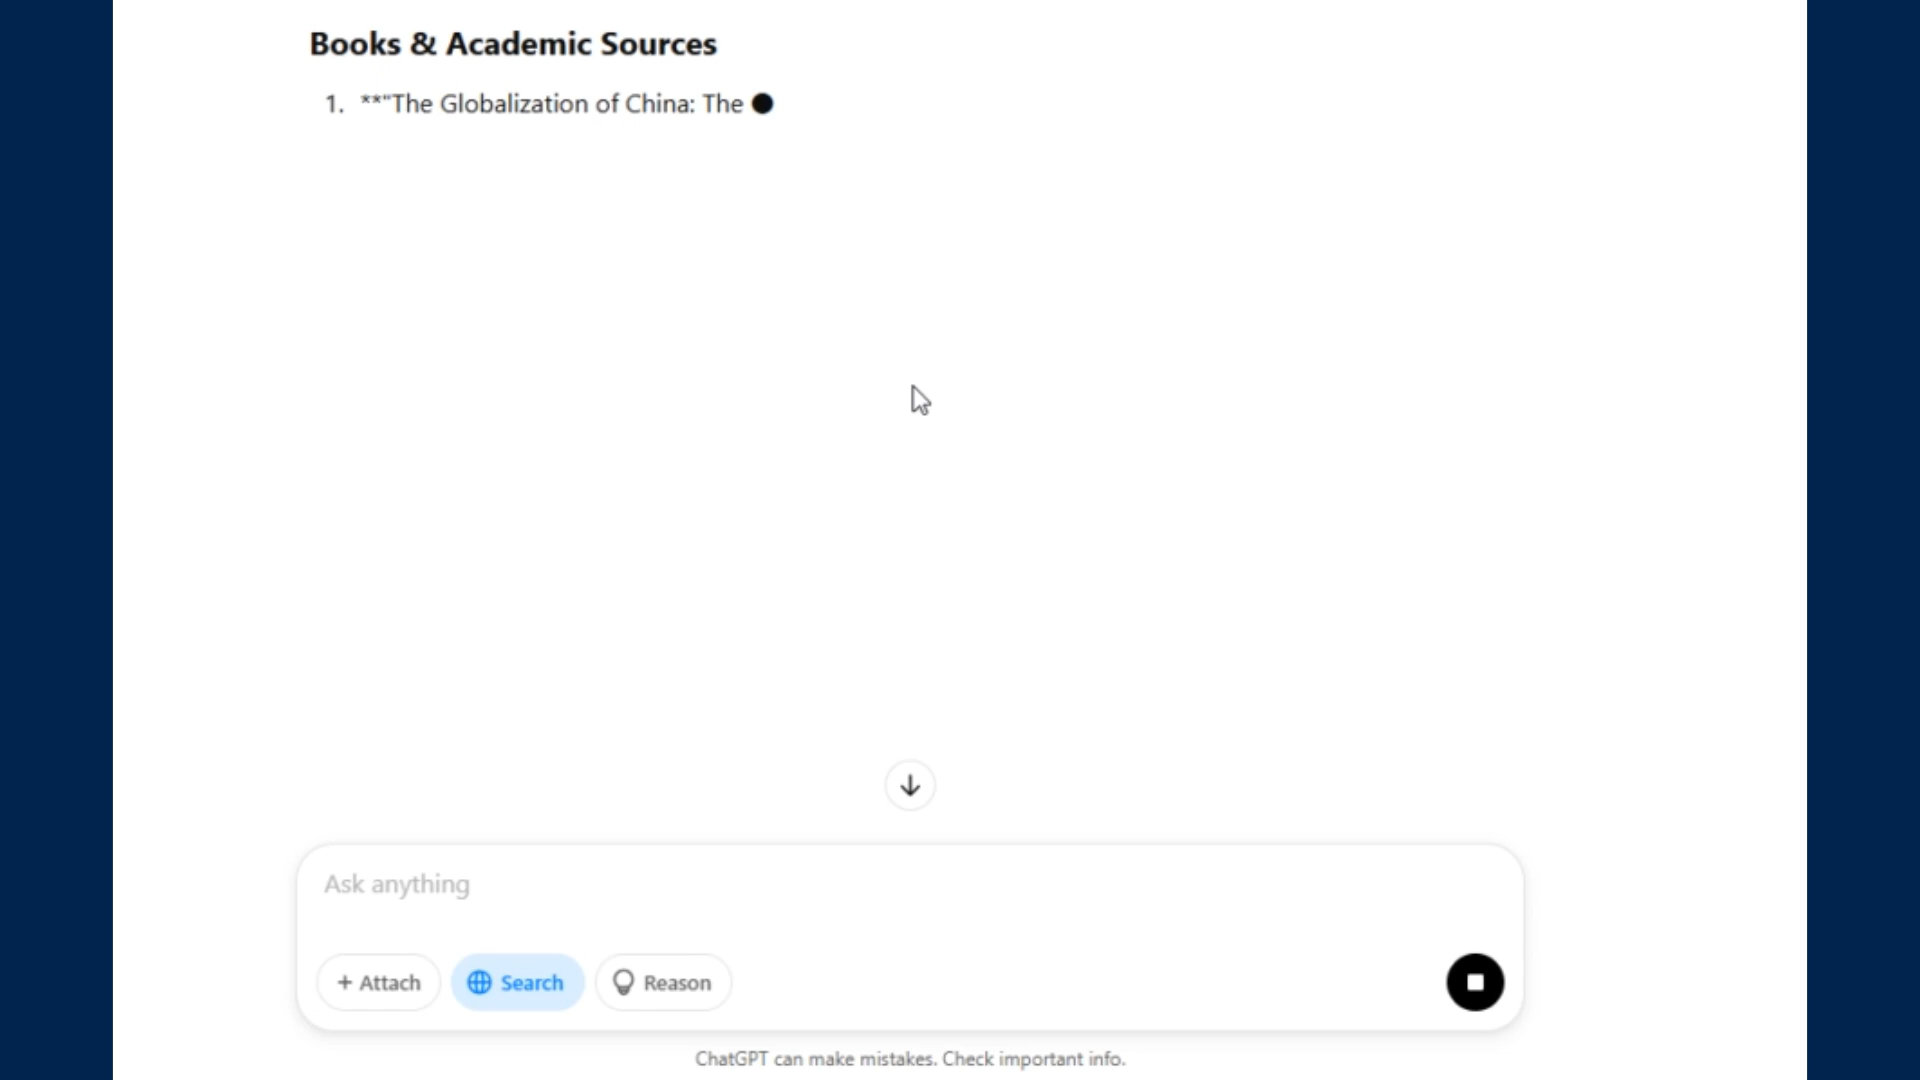 Books & Academic Sources
1. **"The Globalization of China: The
Ask anything
+ Attach
Search
Reason
ChatGPT can make mistakes. Check important info.